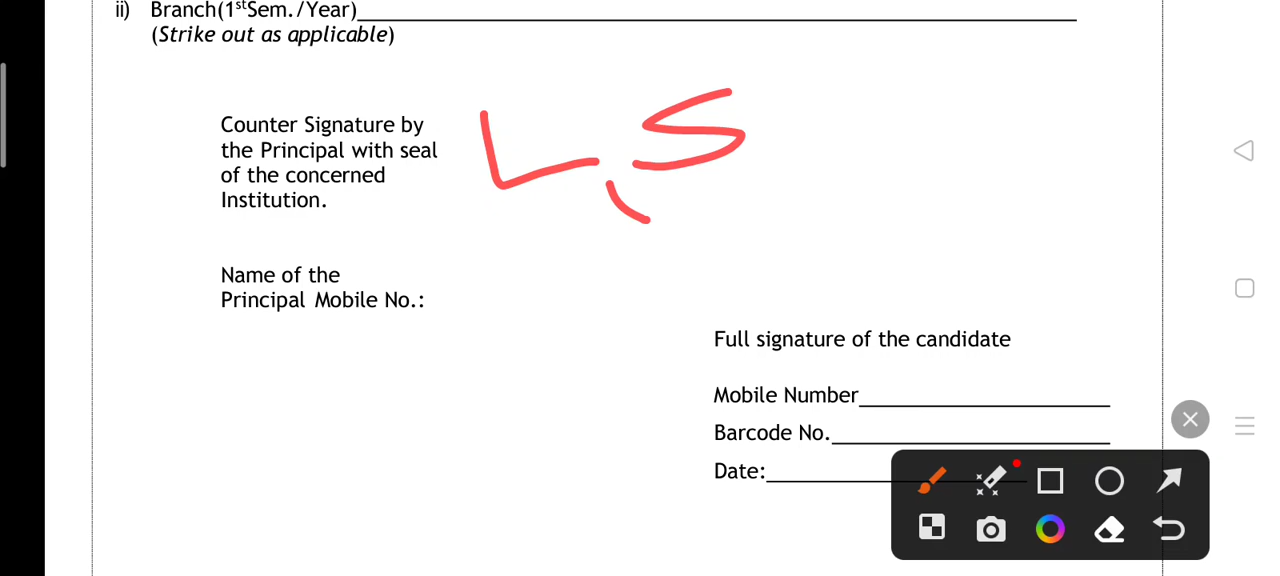 ii) Branch(1stSem./Year)
(Strike out as applicable)
Counter Signature by
the Principal with seal
of the concerned
Institution.
L,S
Name of the
Principal Mobile No.:
Full signature of the candidate
Mobile Number
Barcode No.
Date: